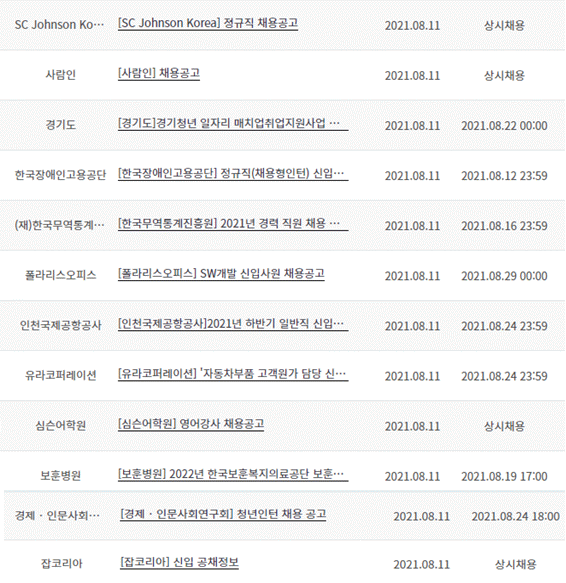 SC Johnson Ko··· [SC Johnson Korea] 정규직 채용공고 2021.08.11 상시채용
사람인 [사람인] 채용공고 2021.08.11 상시채용
경기도 [경기도]경기청년 일자리 매치업취업지원사업 ··· 2021.08.11 2021.08.22 00:00
한국장애인고용공단 [한국장애인고용공단] 정규직(채용형인턴) 신입··· 2021.08.11 2021.08.12 23:59
(재)한국무역통계··· [한국무역통계진흥원] 2021년 경력 직원 채용 ··· 2021.08.11 2021.08.16 23:59
폴라리스오피스 [폴라리스오피스] SW개발 신입사원 채용공고 2021.08.11 2021.08.29 00:00
인천국제공항공사 [인천국제공항공사]2021년 하반기 일반직 신입··· 2021.08.11 2021.08.24 23:59
유라코퍼레이션 [유라코퍼레이션] '자동차부품 고객원가 담당 신··· 2021.08.11 2021.08.24 23:59
심슨어학원 [심슨어학원] 영어강사 채용공고 2021.08.11 상시채용
보훈병원 [보훈병원] 2022년 한국보훈복지의료공단 보훈··· 2021.08.11 2021.08.19 17:00
경제·인문사회··· [경제·인문사회연구회] 청년인턴 채용 공고 2021.08.11 2021.08.24 18:00
잡코리아 [잡코리아] 신입 공채정보 2021.08.11 상시채용